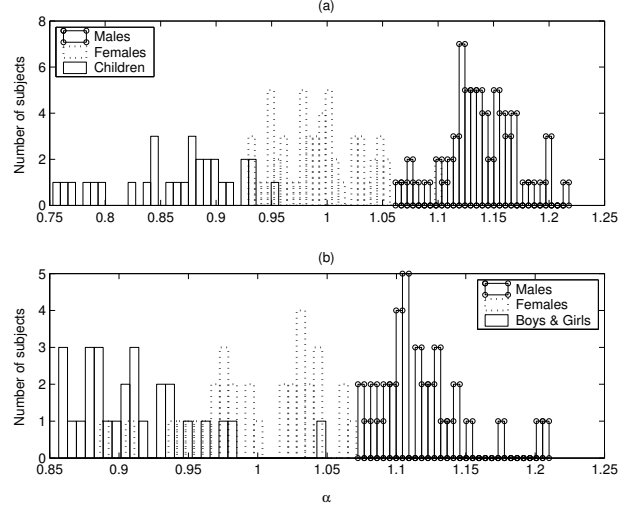 (a)
8
6
4
2
0
Number of subjects
Males
Females
Children
0.75 0.8 0.85 0.9 0.95 1 1.05 1.1 1.15 1.2 1.25
(b)
5
4
3
2
1
0
Number of subjects
Males
Females
Boys & Girls
0.85 0.9 0.95 1 1.05 1.1 1.15 1.2 1.25
α